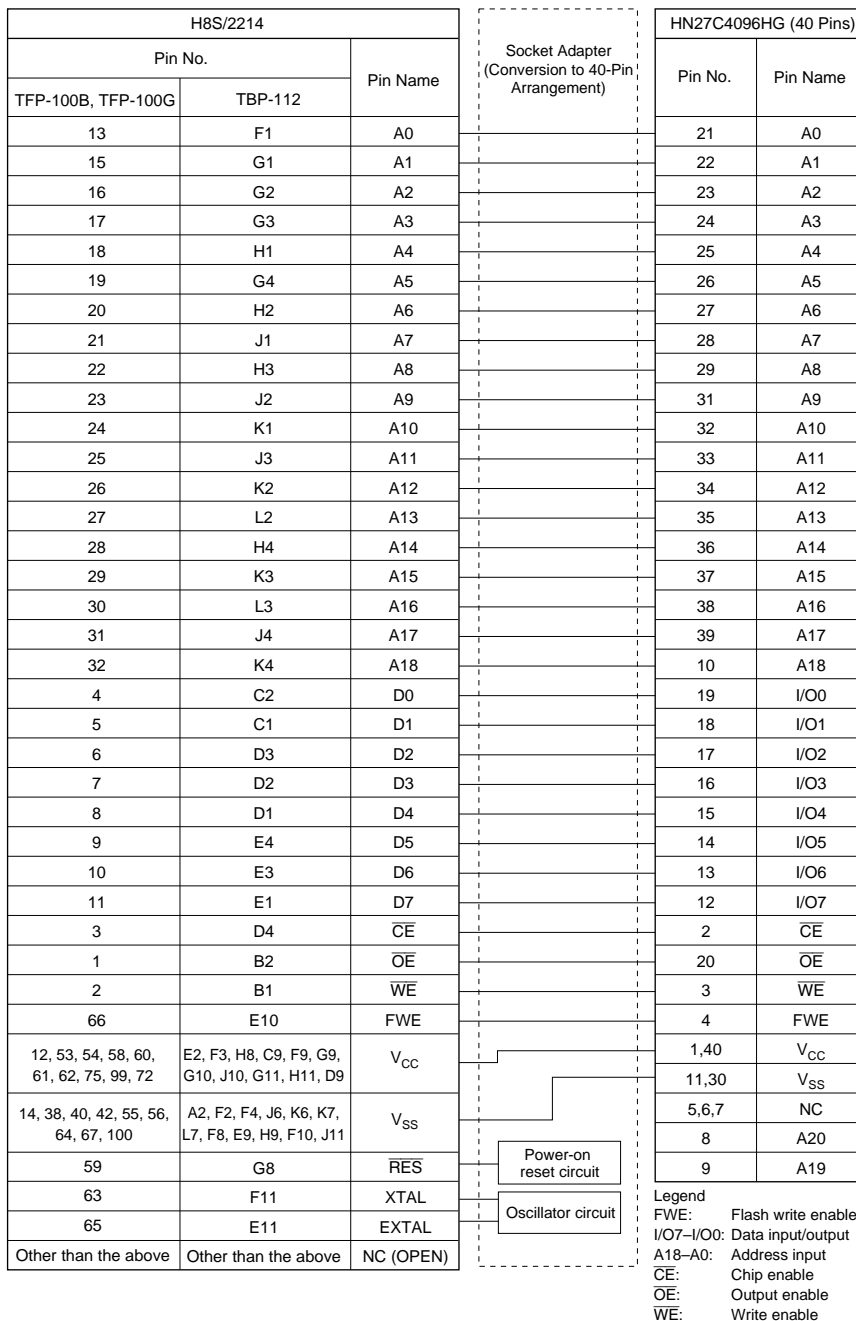 H8S/2214
Pin No. Pin Name
TFP-100B, TFP-100G TBP-112
Socket Adapter
(Conversion to 40-Pin
Arrangement)
HN27C4096HG (40 Pins)
Pin No. Pin Name
13 F1 A0 21 A0
15 G1 A1 22 A1
16 G2 A2 23 A2
17 G3 A3 24 A3
18 H1 A4 25 A4
19 G4 A5 26 A5
20 H2 A6 27 A6
21 J1 A7 28 A7
22 H3 A8 29 A8
23 J2 A9 31 A9
24 K1 A10 32 A10
25 J3 A11 33 A11
26 K2 A12 34 A12
27 L2 A13 35 A13
28 H4 A14 36 A14
29 K3 A15 37 A15
30 L3 A16 38 A16
31 J4 A17 39 A17
32 K4 A18 10 A18
4 C2 D0 19 I/O0
5 C1 D1 18 I/O1
6 D3 D2 17 I/O2
7 D2 D3 16 I/O3
8 D1 D4 15 I/O4
9 E4 D5 14 I/O5
10 E3 D6 13 I/O6
11 E1 D7 12 I/O7
3 D4 C̅E̅ 2 C̅E̅
1 B2 O̅E̅ 20 O̅E̅
2 B1 W̅E̅ 3 W̅E̅
66 E10 FWE 4 FWE
12, 53, 54, 58, 60, E2, F3, H8, C9, F9, G9, VCC 1,40 VCC
61, 62, 75, 99, 72 G10, J10, G11, H11, D9
11,30 VSS
14, 38, 40, 42, 55, 56, A2, F2, F4, J6, K6, K7, VSS 5,6,7 NC
64, 67, 100 L7, F8, E9, H9, F10, J11
8 A20
59 G8 R̅E̅S̅ Power-on
reset circuit
9 A19
63 F11 XTAL Oscillator circuit
65 E11 EXTAL
Other than the above Other than the above NC (OPEN)
Legend
FWE: Flash write enable
I/O7–I/O0: Data input/output
A18–A0: Address input
C̅E̅: Chip enable
O̅E̅: Output enable
W̅E̅: Write enable